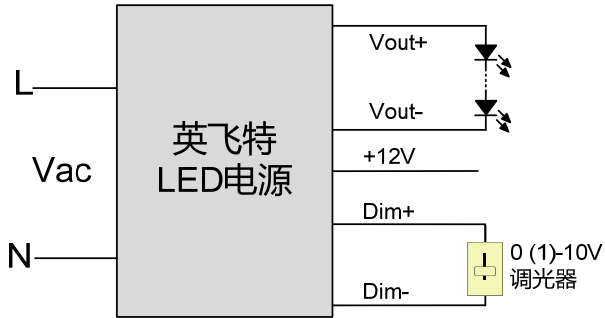 L
Vac
N
英飞特
LED电源
Vout+
Vout-
+12V
Dim+
Dim-
0 (1)-10V
调光器